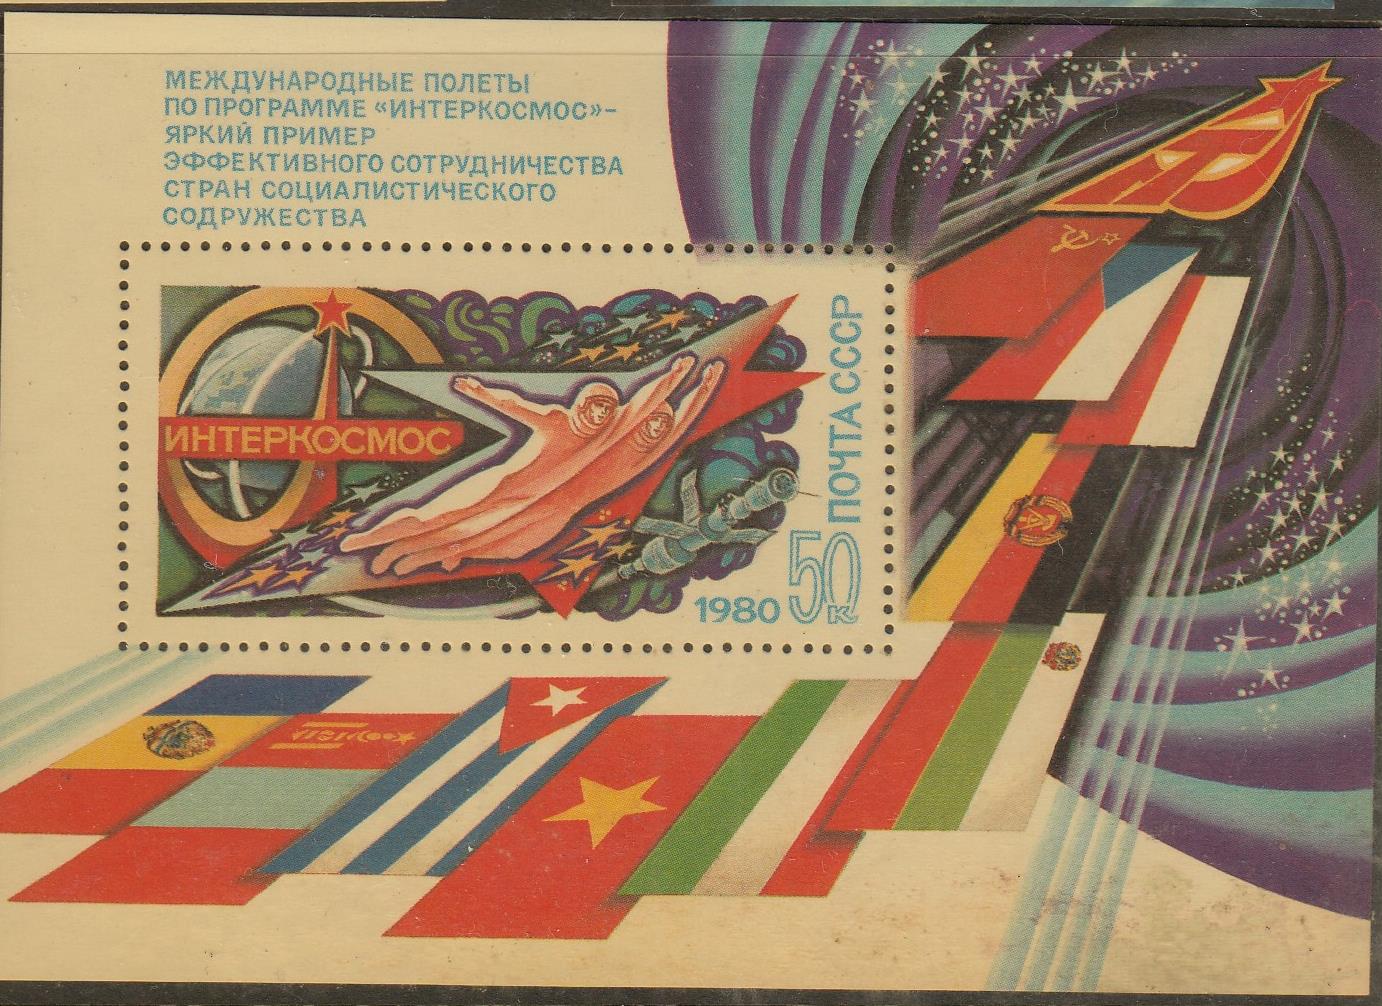 МЕЖДУНАРОДНЫЕ ПОЛЕТЫ
ПО ПРОГРАММЕ «ИНТЕРКОСМОС»–
ЯРКИЙ ПРИМЕР
ЭФФЕКТИВНОГО СОТРУДНИЧЕСТВА
СТРАН СОЦИАЛИСТИЧЕСКОГО
СОДРУЖЕСТВА
ИНТЕРКОСМОС
ПОЧТА СССР
1980 50к